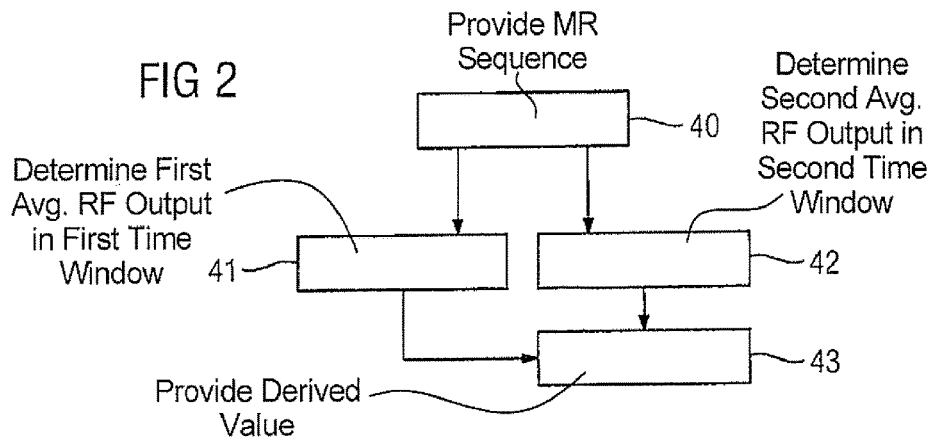 FIG 2
Provide MR
Sequence
40
Determine
Second Avg.
RF Output in
Second Time
Window
Determine First
Avg. RF Output
in First Time
Window
41
42
43
Provide Derived
Value